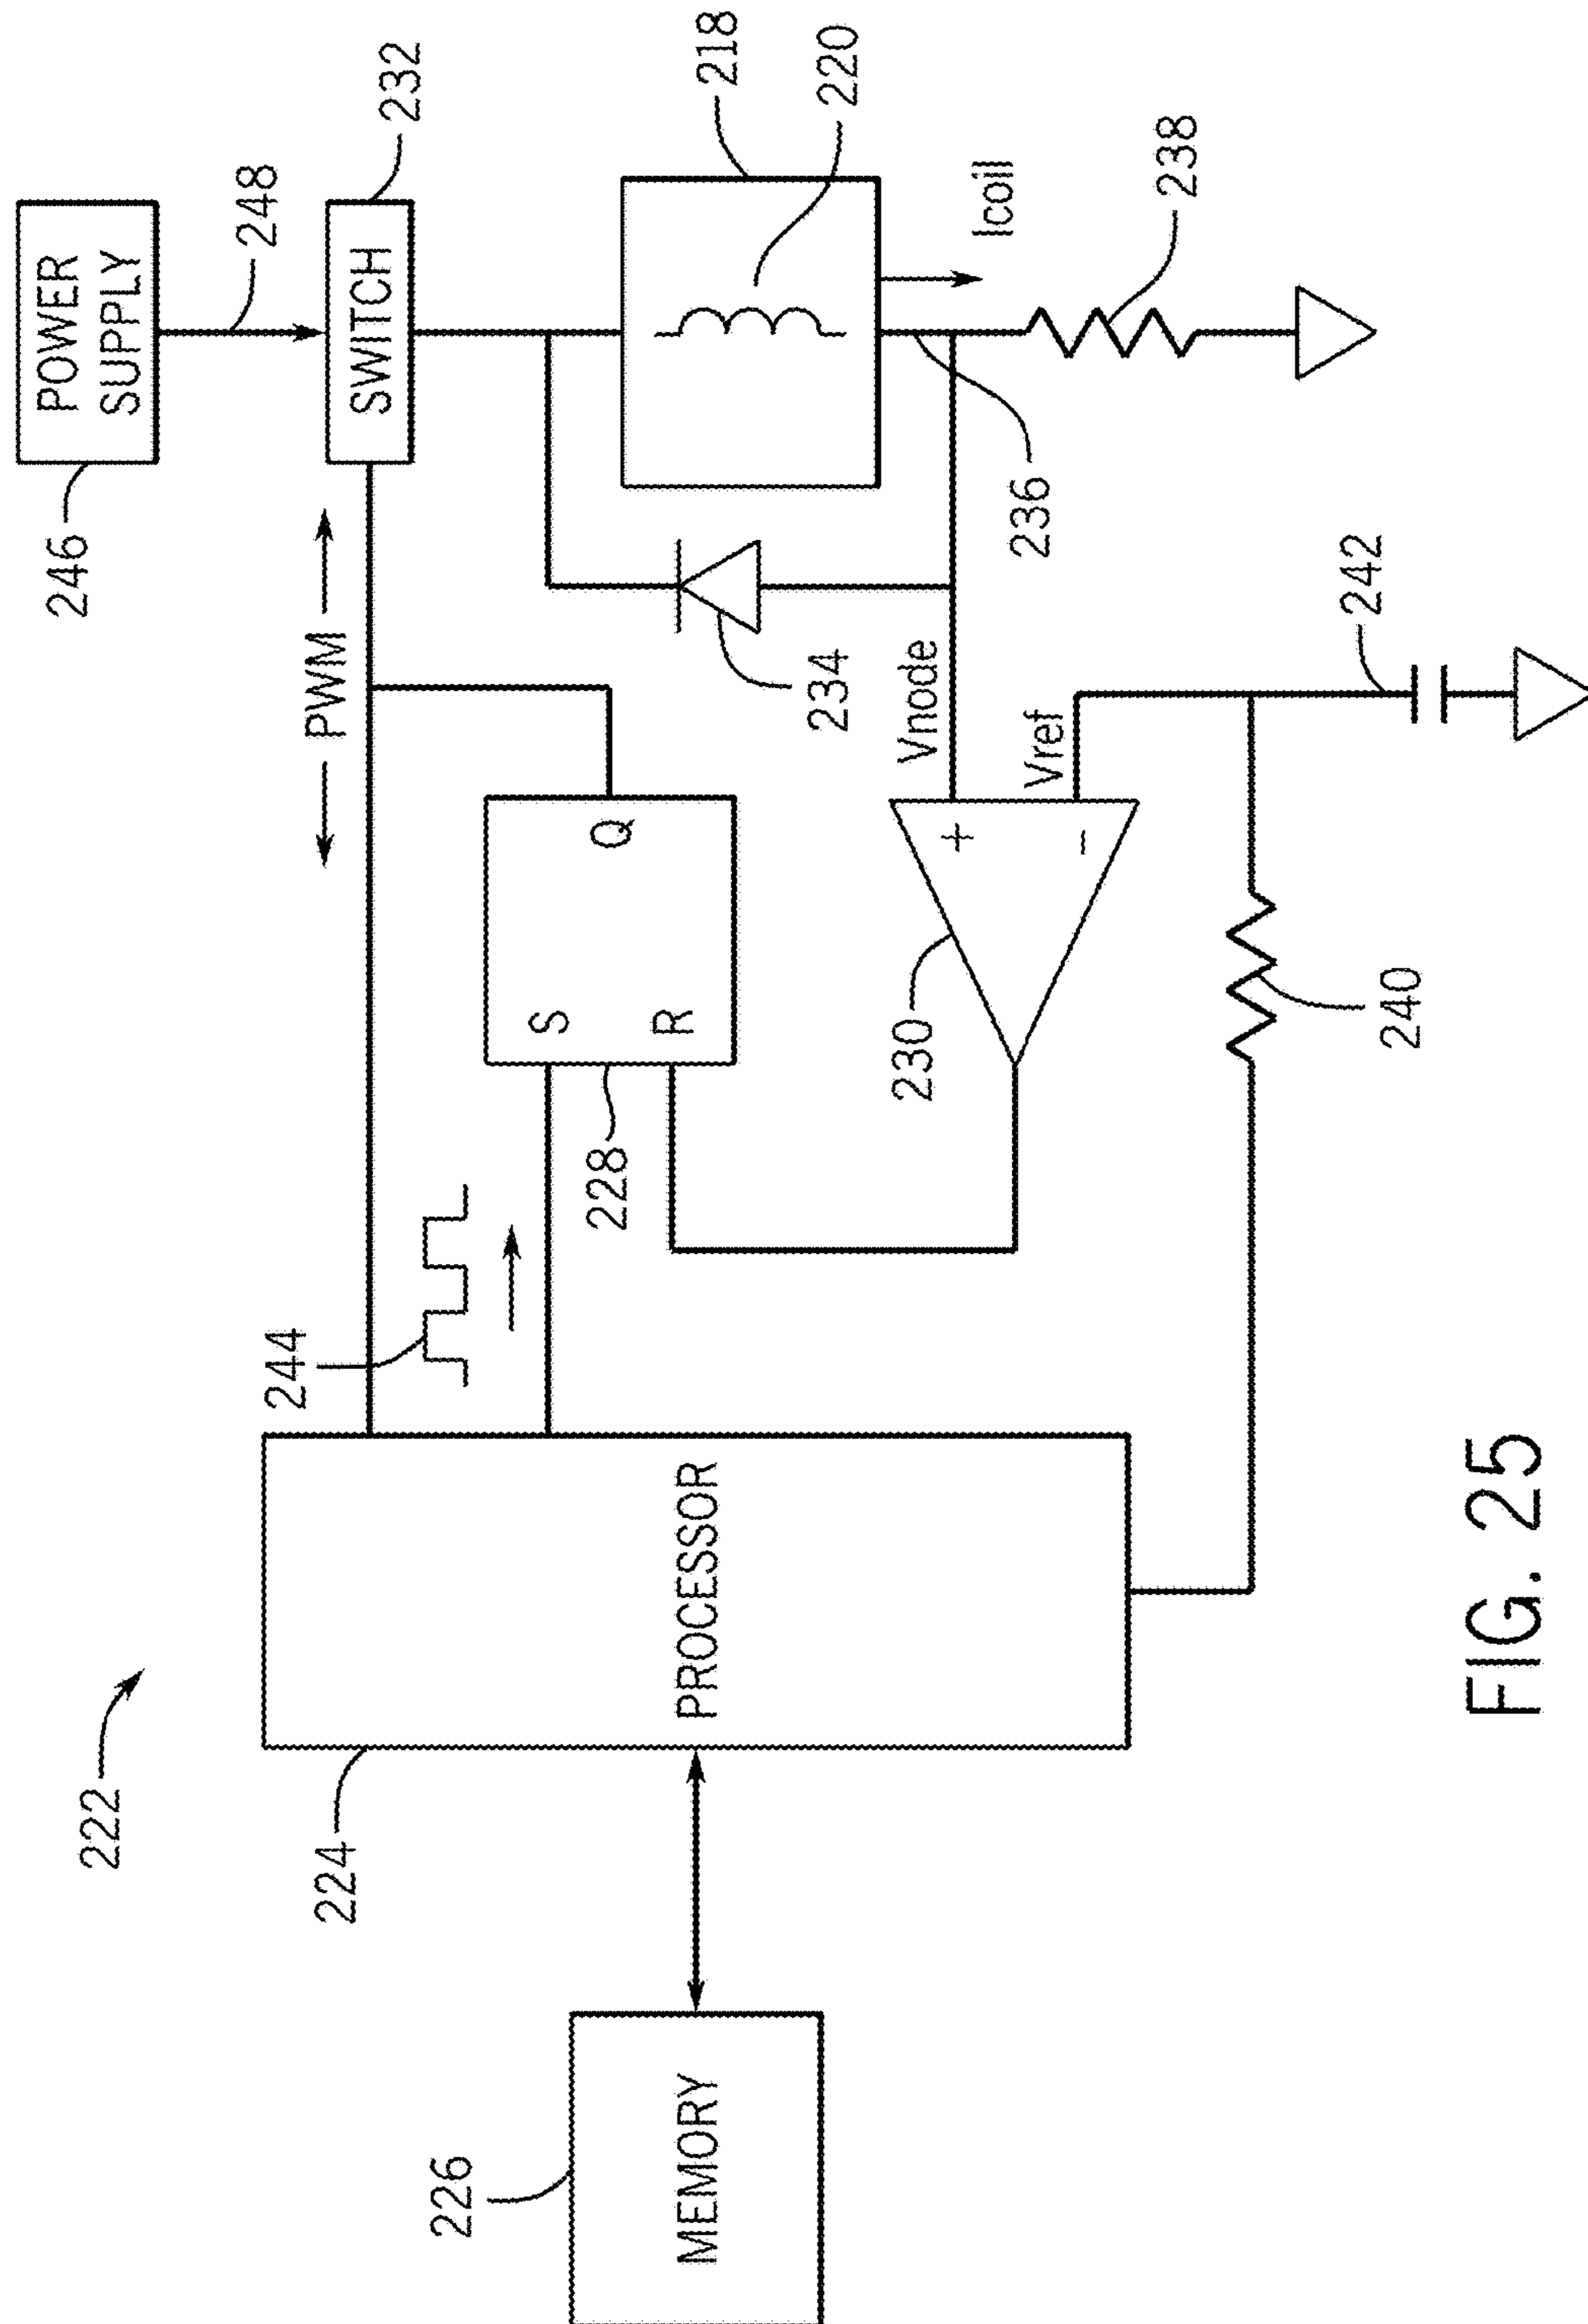 222
246
POWER
SUPPLY
248
PWM
SWITCH
232
244
218
220
S
Q
R
228
234
Icoil
224
PROCESSOR
226
MEMORY
230
+
−
Vnode
Vref
236
238
240
242
FIG. 25